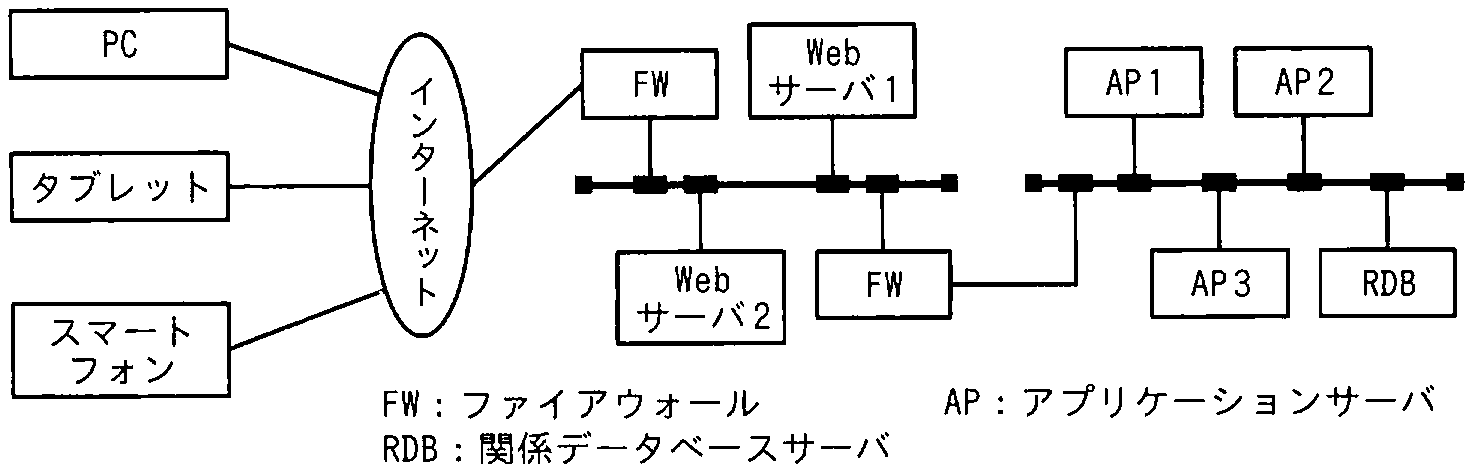 PC
タブレット
スマート
フォン
インターネット
FW
Web
サーバ1
Web
サーバ2
FW
AP1
AP2
AP3
RDB
FW：ファイアウォール
AP：アプリケーションサーバ
RDB：関係データベースサーバ